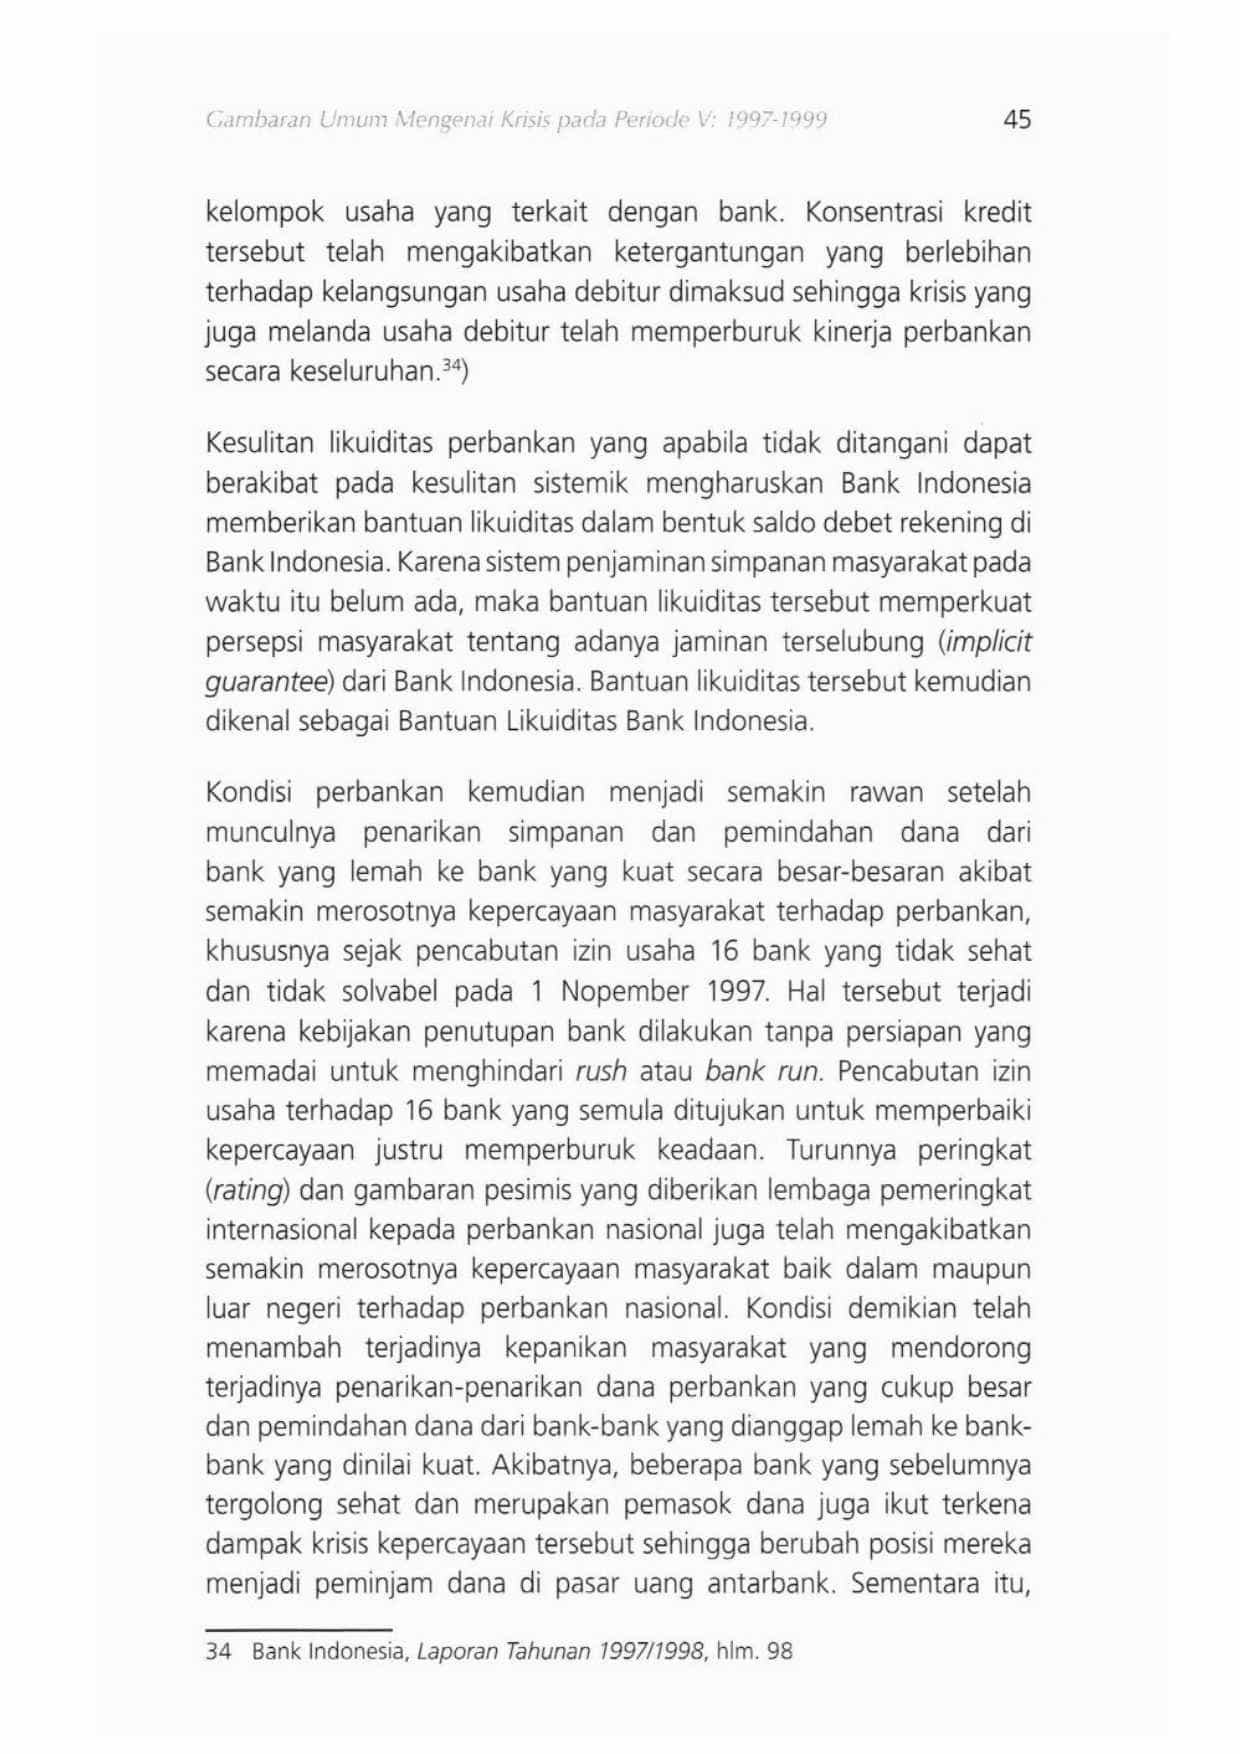 Gambaran Umum Mengenai Krisis pada Periode V: 1997-1999 45
kelompok usaha yang terkait dengan bank. Konsentrasi kredit
tersebut telah mengakibatkan ketergantungan yang berlebihan
terhadap kelangsungan usaha debitur dimaksud sehingga krisis yang
juga melanda usaha debitur telah memperburuk kinerja perbankan
secara keseluruhan.³⁴)
Kesulitan likuiditas perbankan yang apabila tidak ditangani dapat
berakibat pada kesulitan sistemik mengharuskan Bank Indonesia
memberikan bantuan likuiditas dalam bentuk saldo debet rekening di
Bank Indonesia. Karena sistem penjaminan simpanan masyarakat pada
waktu itu belum ada, maka bantuan likuiditas tersebut memperkuat
persepsi masyarakat tentang adanya jaminan terselubung (implicit
guarantee) dari Bank Indonesia. Bantuan likuiditas tersebut kemudian
dikenal sebagai Bantuan Likuiditas Bank Indonesia.
Kondisi perbankan kemudian menjadi semakin rawan setelah
munculnya penarikan simpanan dan pemindahan dana dari
bank yang lemah ke bank yang kuat secara besar-besaran akibat
semakin merosotnya kepercayaan masyarakat terhadap perbankan,
khususnya sejak pencabutan izin usaha 16 bank yang tidak sehat
dan tidak solvabel pada 1 Nopember 1997. Hal tersebut terjadi
karena kebijakan penutupan bank dilakukan tanpa persiapan yang
memadai untuk menghindari rush atau bank run. Pencabutan izin
usaha terhadap 16 bank yang semula ditujukan untuk memperbaiki
kepercayaan justru memperburuk keadaan. Turunnya peringkat
(rating) dan gambaran pesimis yang diberikan lembaga pemeringkat
internasional kepada perbankan nasional juga telah mengakibatkan
semakin merosotnya kepercayaan masyarakat baik dalam maupun
luar negeri terhadap perbankan nasional. Kondisi demikian telah
menambah terjadinya kepanikan masyarakat yang mendorong
terjadinya penarikan-penarikan dana perbankan yang cukup besar
dan pemindahan dana dari bank-bank yang dianggap lemah ke bank-
bank yang dinilai kuat. Akibatnya, beberapa bank yang sebelumnya
tergolong sehat dan merupakan pemasok dana juga ikut terkena
dampak krisis kepercayaan tersebut sehingga berubah posisi mereka
menjadi peminjam dana di pasar uang antarbank. Sementara itu,
34 Bank Indonesia, Laporan Tahunan 1997/1998, hlm. 98